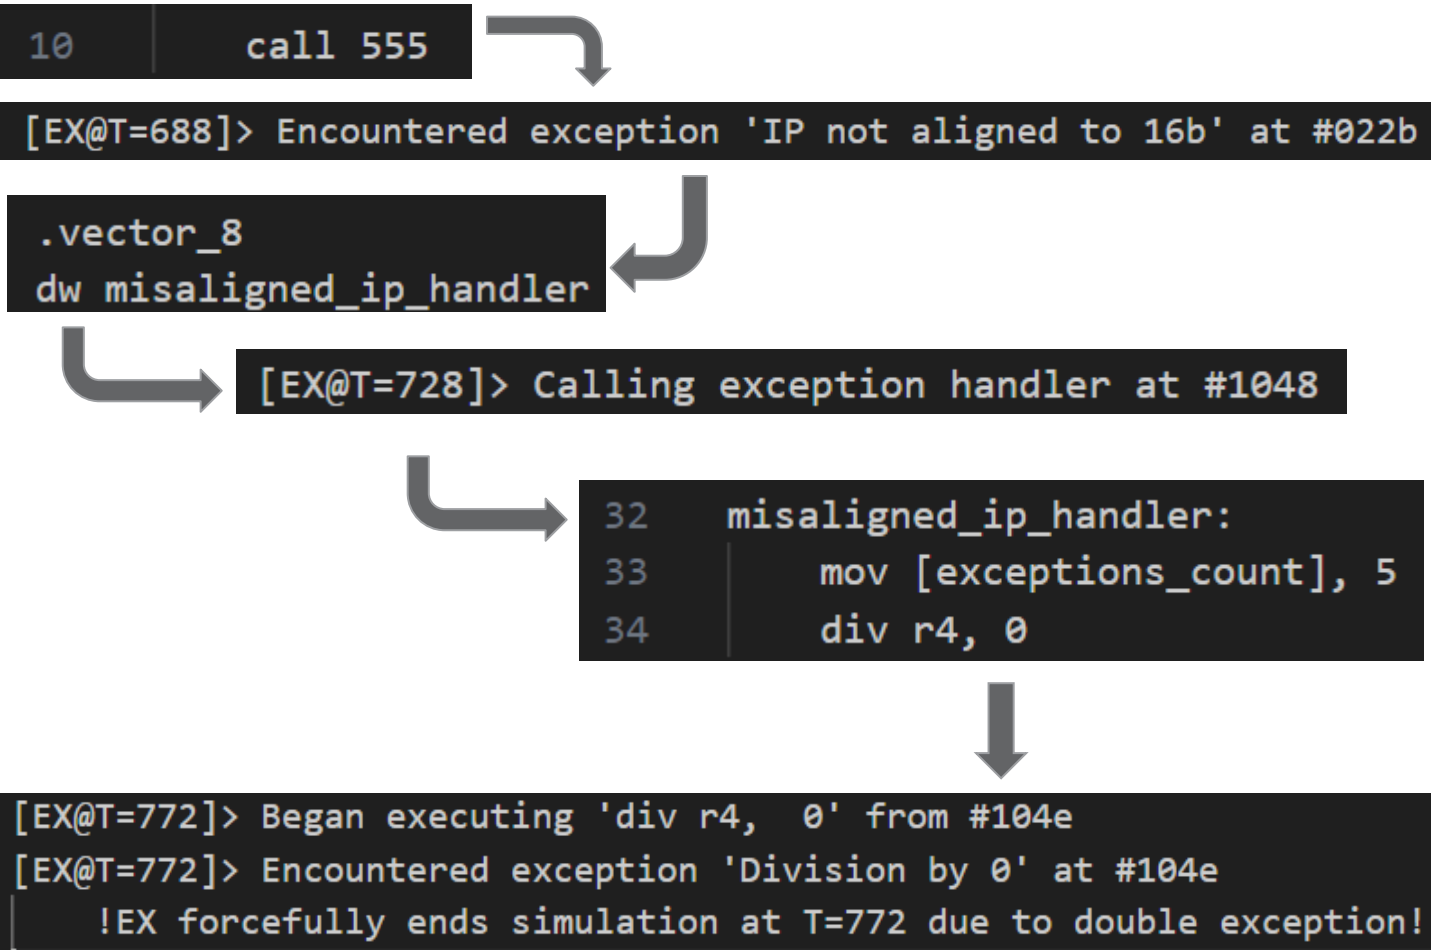 10 call 555
[EX@T=688]> Encountered exception 'IP not aligned to 16b' at #022b
.vector_8
dw misaligned_ip_handler
[EX@T=728]> Calling exception handler at #1048
32 misaligned_ip_handler:
33 mov [exceptions_count], 5
34 div r4, 0
[EX@T=772]> Began executing 'div r4,  0' from #104e
[EX@T=772]> Encountered exception 'Division by 0' at #104e
!EX forcefully ends simulation at T=772 due to double exception!